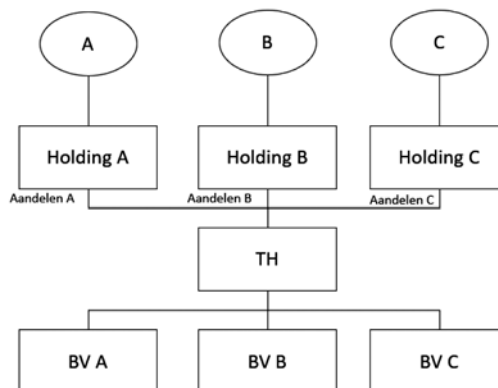 A
B
C
Holding A
Holding B
Holding C
Aandelen A
Aandelen B
Aandelen C
TH
BV A
BV B
BV C